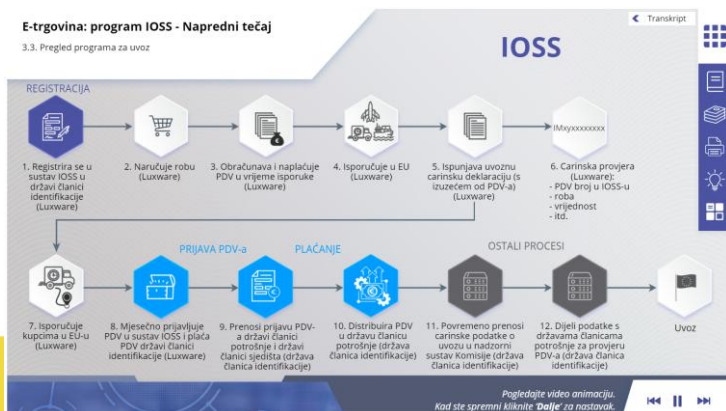 E-trgovina: program IOSS - Napredni tečaj
3.3. Pregled programa za uvoz
Transkript
IOSS
REGISTRACIJA
IMxyxxxxxxxx
1. Registrira se u
sustav IOSS u
državi članici
identifikacije
(Luxware)
2. Naručuje robu
(Luxware)
3. Obračunava i naplaćuje
PDV u vrijeme isporuke
(Luxware)
4. Isporučuje u EU
(Luxware)
5. Ispunjava uvoznu
carinsku deklaraciju (s
izuzećem od PDV-a)
(Luxware)
6. Carinska provjera
(Luxware):
- PDV broj u IOSS-u
- roba
- vrijednost
- itd.
PRIJAVA PDV-a
PLAĆANJE
OSTALI PROCESI
7. Isporučuje
kupcima u EU-u
(Luxware)
8. Mjesečno prijavljuje
PDV u sustav IOSS i plaća
PDV državi članici
identifikacije (Luxware)
9. Prenosi prijavu PDV-
a državi članici
potrošnje i državi
članici sjedišta (država
članica identifikacije)
10. Distribuira PDV
u državu članicu
potrošnje (država
članica identifikacije)
11. Povremeno prenosi
carinske podatke o
uvozu u nadzorni
sustav Komisije (država
članica identifikacije)
12. Dijeli podatke s
državama članicama
potrošnje za provjeru
PDV-a (država članica
identifikacije)
Uvoz
Pogledajte video animaciju.
Kad ste spremni kliknite 'Dalje' za nastavak.